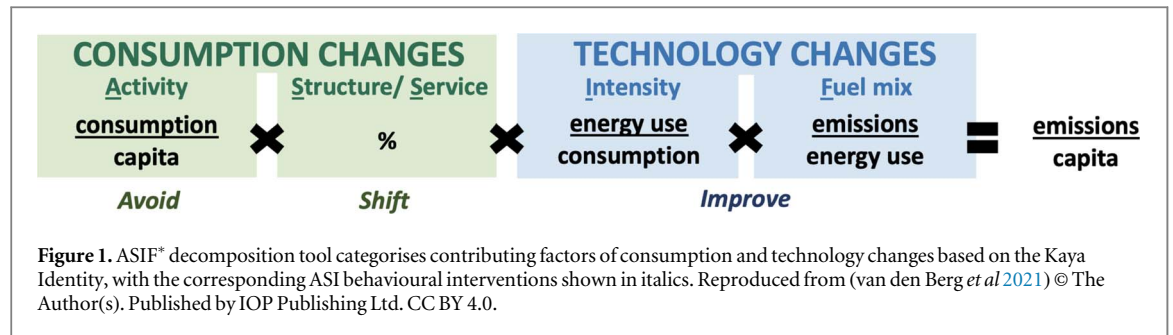 CONSUMPTION CHANGES TECHNOLOGY CHANGES
Activity Structure/ Service Intensity Fuel mix
consumption energy use emissions emissions
✖ % ✖ ✖ =
capita consumption energy use capita
Avoid Shift Improve
Figure 1. ASIF* decomposition tool categorises contributing factors of consumption and technology changes based on the Kaya
Identity, with the corresponding ASI behavioural interventions shown in italics. Reproduced from (van den Berg et al 2021) © The
Author(s). Published by IOP Publishing Ltd. CC BY 4.0.